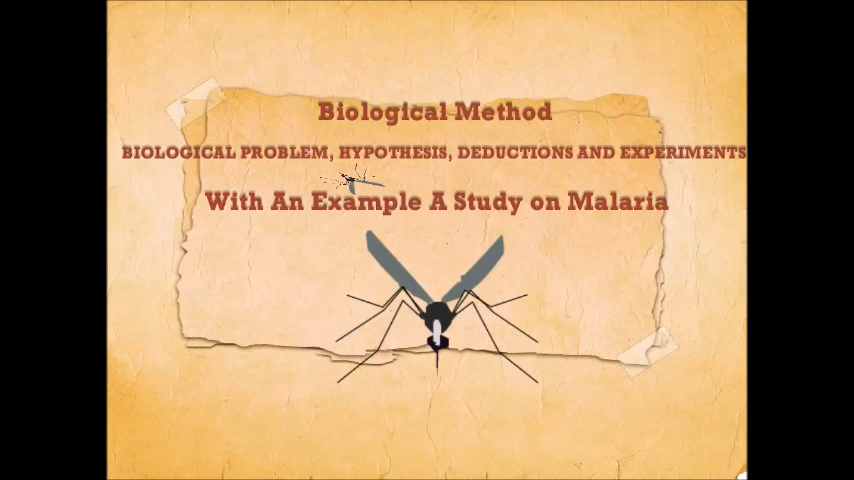 Biological Method
BIOLOGICAL PROBLEM, HYPOTHESIS, DEDUCTIONS AND EXPERIMENTS
With An Example A Study on Malaria